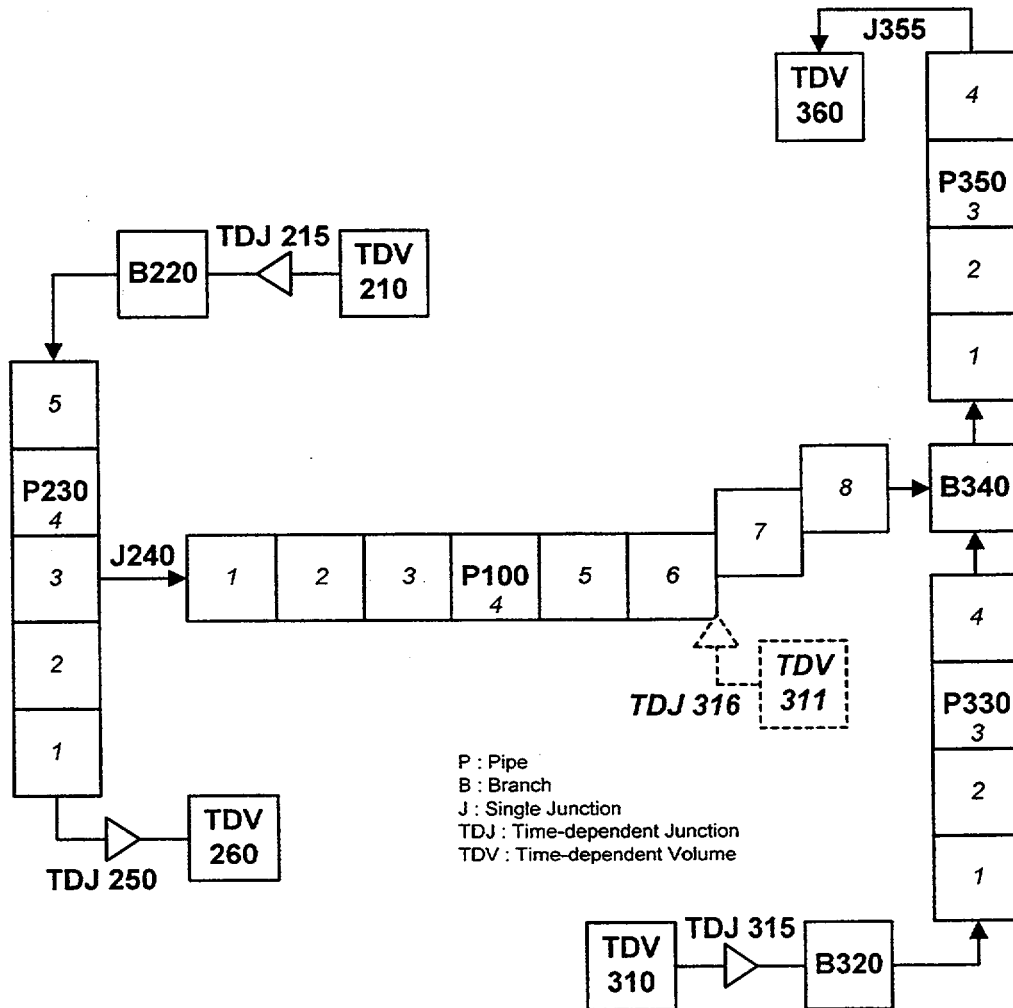 J355
TDV
360
4
P350
3
2
1
TDJ 215
B220
TDV
210
5
P230
4
3
2
1
J240
1
2
3
P100
4
5
6
7
8
B340
TDJ 316
TDV
311
4
P330
3
2
1
P : Pipe
B : Branch
J : Single Junction
TDJ : Time-dependent Junction
TDV : Time-dependent Volume
TDV
260
TDJ 250
TDJ 315
TDV
310
B320